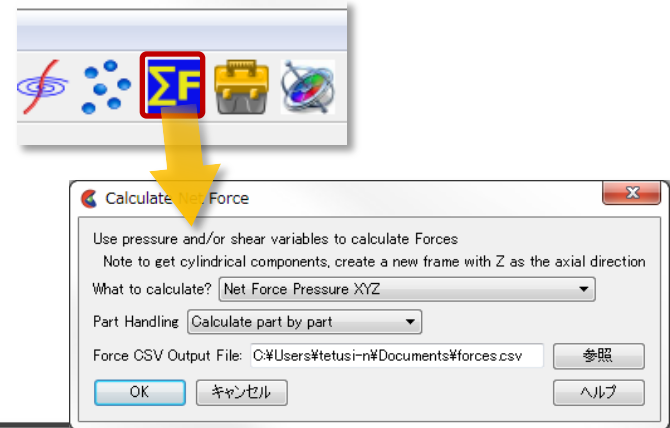 ΣF
Calculate Net Force
Use pressure and/or shear variables to calculate Forces
Note to get cylindrical components, create a new frame with Z as the axial direction
What to calculate? Net Force Pressure XYZ
Part Handling Calculate part by part
Force CSV Output File: C:¥Users¥tetusi-n¥Documents¥forces.csv 参照
OK キャンセル ヘルプ